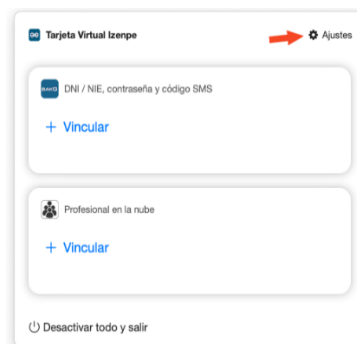 Tarjeta Virtual Izenpe
Ajustes
DNI / NIE, contraseña y código SMS
+ Vincular
Profesional en la nube
+ Vincular
Desactivar todo y salir